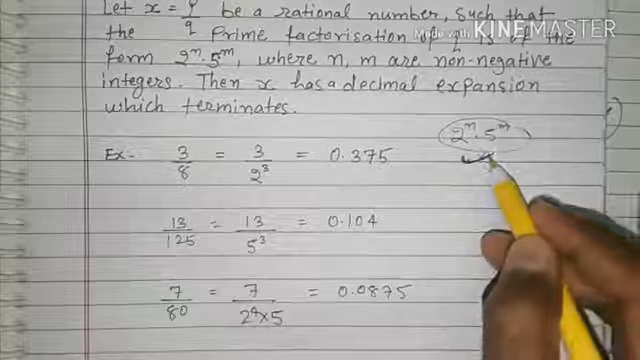 Let x = p/q be a rational number, such that
the Prime factorisation of q is of the
form 2ⁿ·5ᵐ, where n, m are non-negative
integers. Then x has a decimal expansion
which terminates.
2ⁿ·5ᵐ
Ex- 3/8 = 3/2³ = 0.375
13/125 = 13/5³ = 0.104
7/80 = 7/2⁴×5 = 0.0875
Made with KINEMASTER